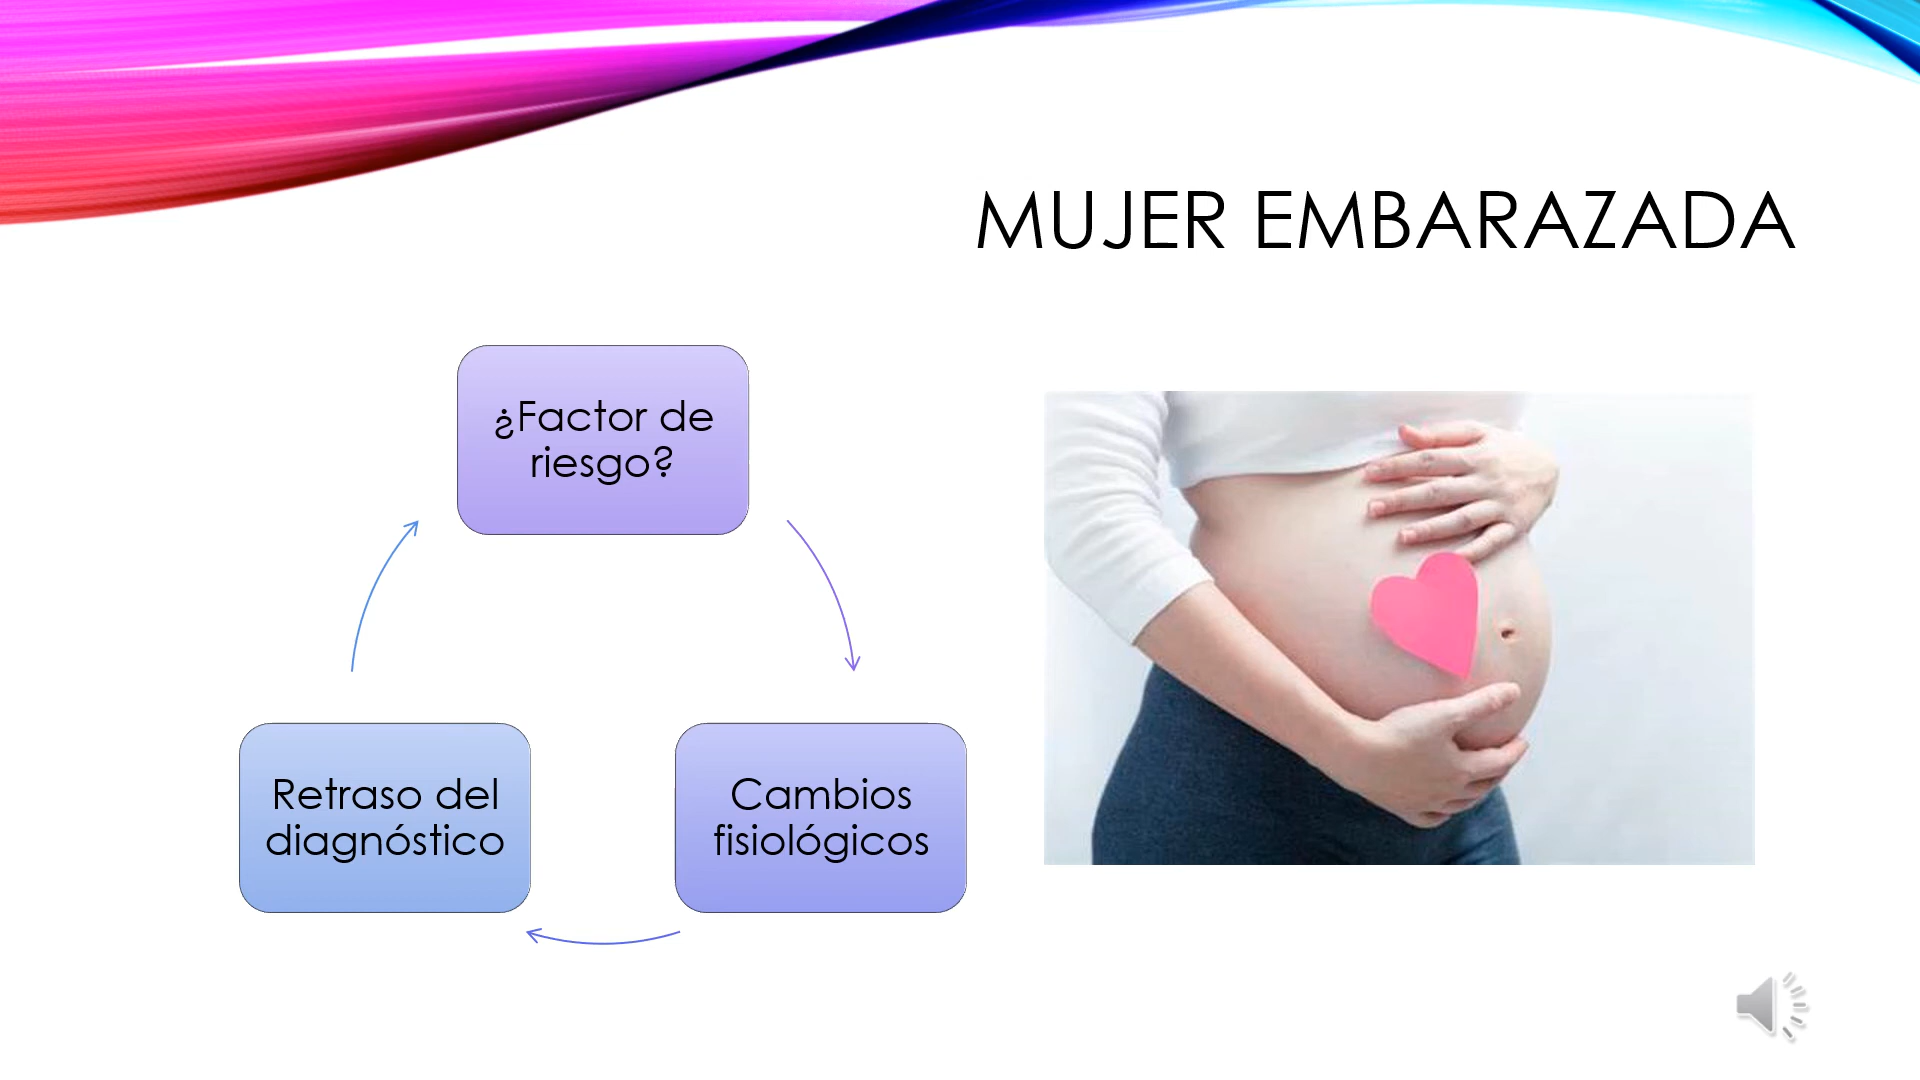 MUJER EMBARAZADA
¿Factor de
riesgo?
Cambios
fisiológicos
Retraso del
diagnóstico